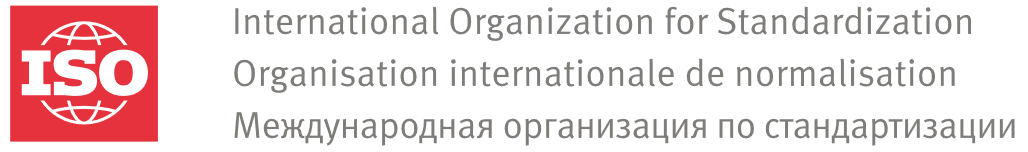 ISO
International Organization for Standardization
Organisation internationale de normalisation
Международная организация по стандартизации